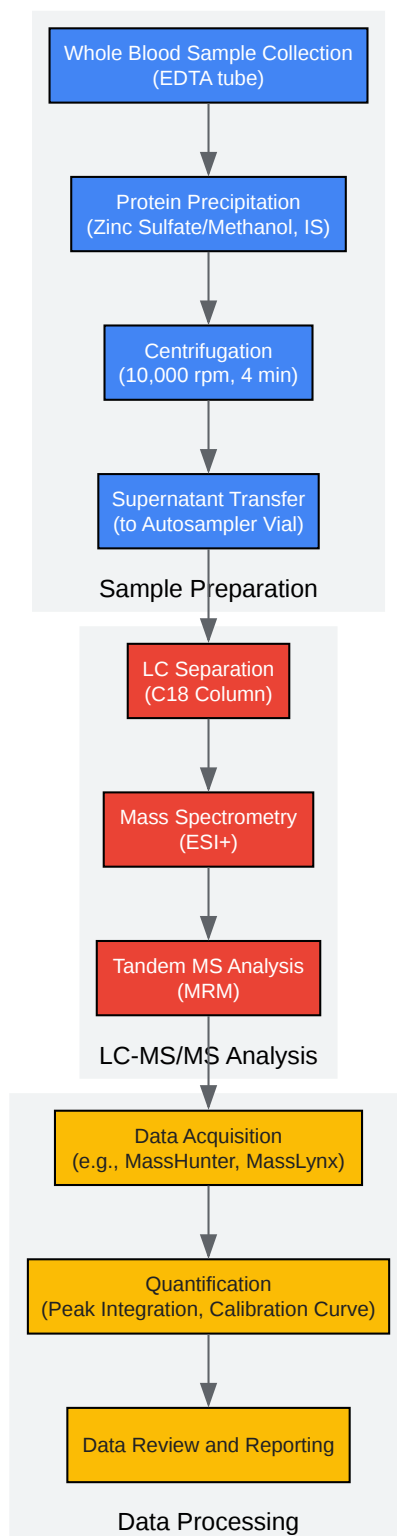 Whole Blood Sample Collection
(EDTA tube)
Protein Precipitation
(Zinc Sulfate/Methanol, IS)
Centrifugation
(10,000 rpm, 4 min)
Supernatant Transfer
(to Autosampler Vial)
Sample Preparation
LC Separation
(C18 Column)
Mass Spectrometry
(ESI+)
Tandem MS Analysis
(MRM)
LC-MS/MS Analysis
Data Acquisition
(e.g., MassHunter, MassLynx)
Quantification
(Peak Integration, Calibration Curve)
Data Review and Reporting
Data Processing